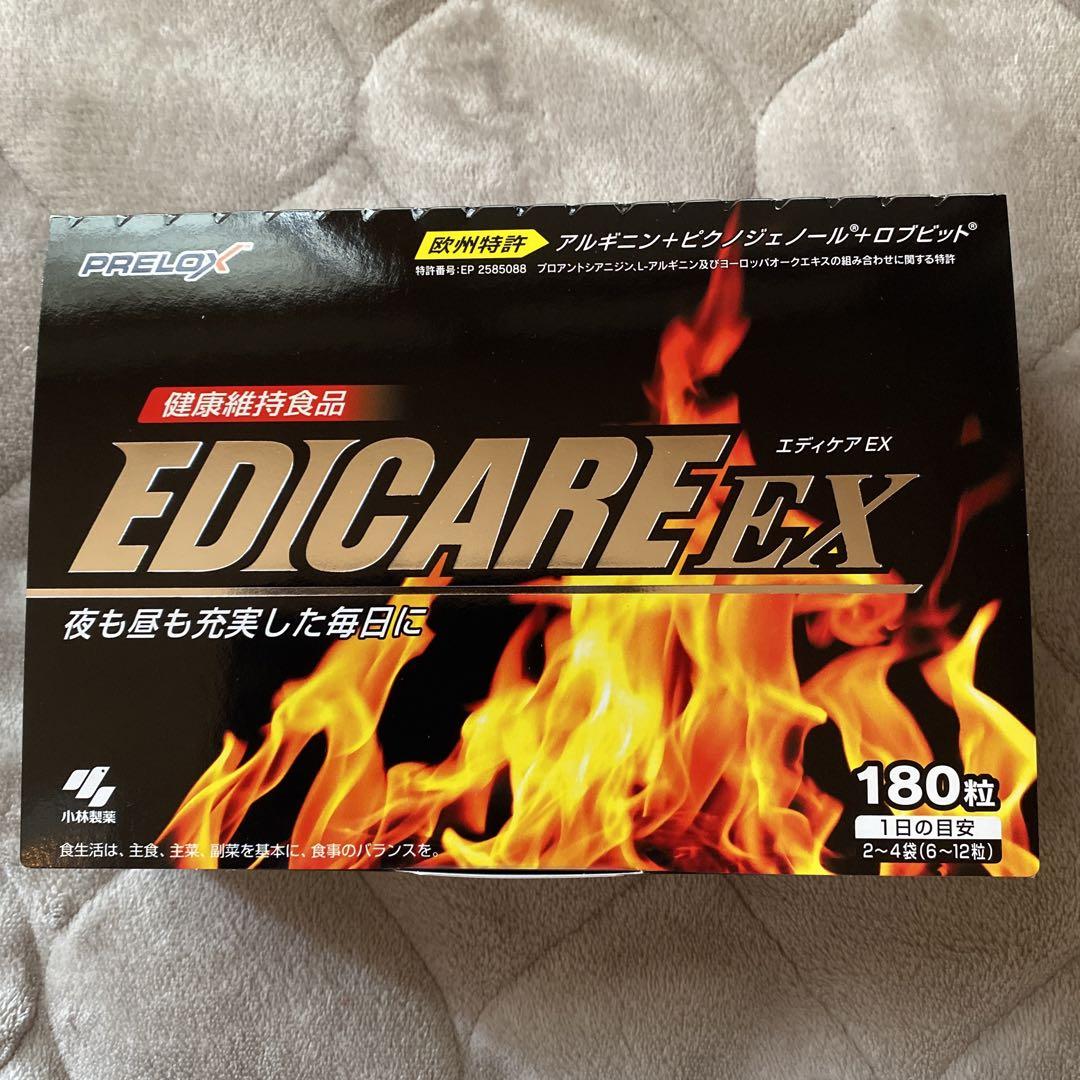 PRELOX
欧州特許 アルギニン+ピクノジェノール®+ロブビット®
特許番号:EP 2585088 プロアントシアニジン、L-アルギニン及びヨーロッパオークエキスの組み合わせに関する特許
健康維持食品
エディケア EX
EDICARE EX
夜も昼も充実した毎日に
小林製薬
180粒
1日の目安
2〜4袋(6〜12粒)
食生活は、主食、主菜、副菜を基本に、食事のバランスを。